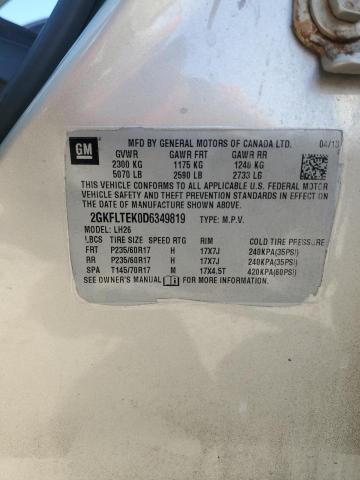 GM
MFD BY GENERAL MOTORS OF CANADA LTD. 04/13
GVWR GAWR FRT GAWR RR
2300 KG 1175 KG 1240 KG
5070 LB 2590 LB 2733 LG
THIS VEHICLE CONFORMS TO ALL APPLICABLE U.S. FEDERAL MOTOR
VEHICLE SAFETY AND THEFT PREVENTION STANDARDS IN EFFECT ON
THE DATE OF MANUFACTURE SHOWN ABOVE.
2GKFLTEK0D6349819 TYPE: M.P.V.
MODEL: LH26
LBCS TIRE SIZE SPEED RTG RIM COLD TIRE PRESSURE
FRT P235/60R17 H 17X7J 240KPA(35PSI)
RR P235/60R17 H 17X7J 240KPA(35PSI)
SPA T145/70R17 M 17X4.5T 420KPA(60PSI)
SEE OWNER'S MANUAL FOR MORE INFORMATION.